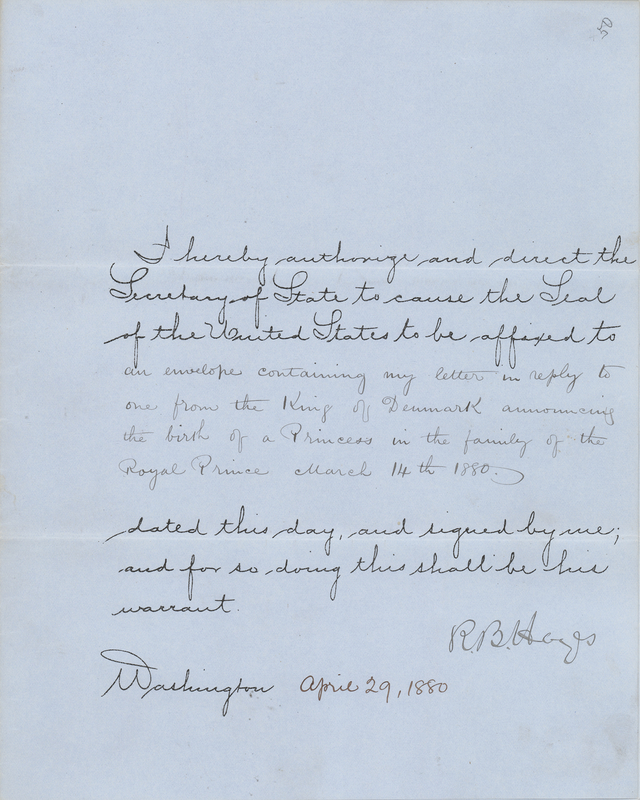 50
I hereby authorize and direct the
Secretary of State to cause the Seal
of the United States to be affixed to
an envelope containing my letter in reply to
one from the King of Denmark announcing
the birth of a Princess in the family of the
Royal Prince March 14th 1880.
dated this day, and signed by me;
and for so doing this shall be his
warrant.
R. B. Hayes
Washington April 29, 1880